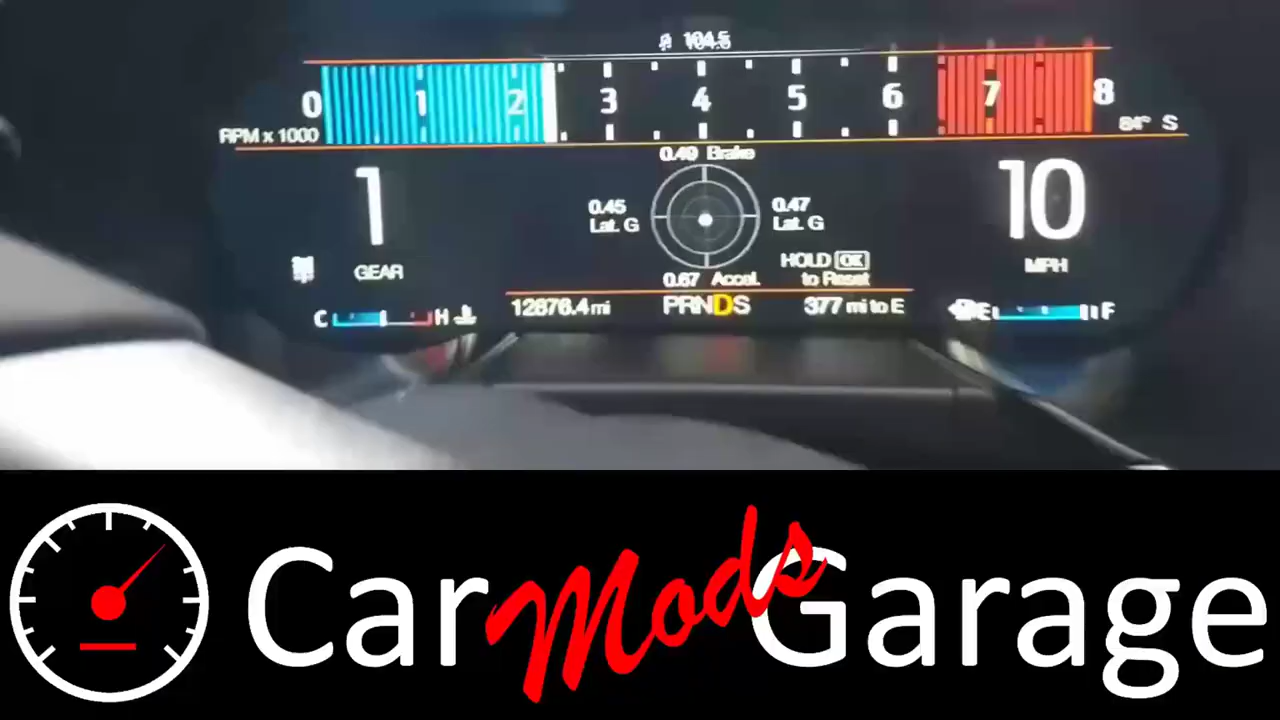 104.5
0 1 2 3 4 5 6 7 8
RPM x 1000
84° S
0.49 Brake
1
10
0.45
Lat. G
0.47
Lat. G
HOLD OK
to Reset
GEAR
MPH
0.67 Accel.
12876.4 mi
PRNDS
377 mi to E
C H
E F
Car Mods Garage